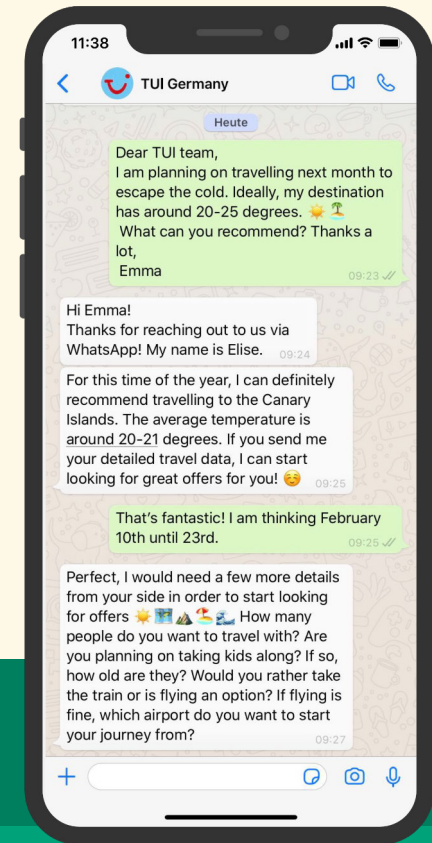 11:38
TUI Germany
Heute
Dear TUI team,
I am planning on travelling next month to
escape the cold. Ideally, my destination
has around 20-25 degrees. ☀️ 🏝️
What can you recommend? Thanks a
lot,
Emma
09:23
Hi Emma!
Thanks for reaching out to us via
WhatsApp! My name is Elise.
09:24
For this time of the year, I can definitely
recommend travelling to the Canary
Islands. The average temperature is
around 20-21 degrees. If you send me
your detailed travel data, I can start
looking for great offers for you! ☺️
09:25
That's fantastic! I am thinking February
10th until 23rd.
09:25
Perfect, I would need a few more details
from your side in order to start looking
for offers ☀️🌅⛰️🏖️🌊 How many
people do you want to travel with? Are
you planning on taking kids along? If so,
how old are they? Would you rather take
the train or is flying an option? If flying is
fine, which airport do you want to start
your journey from?
09:27